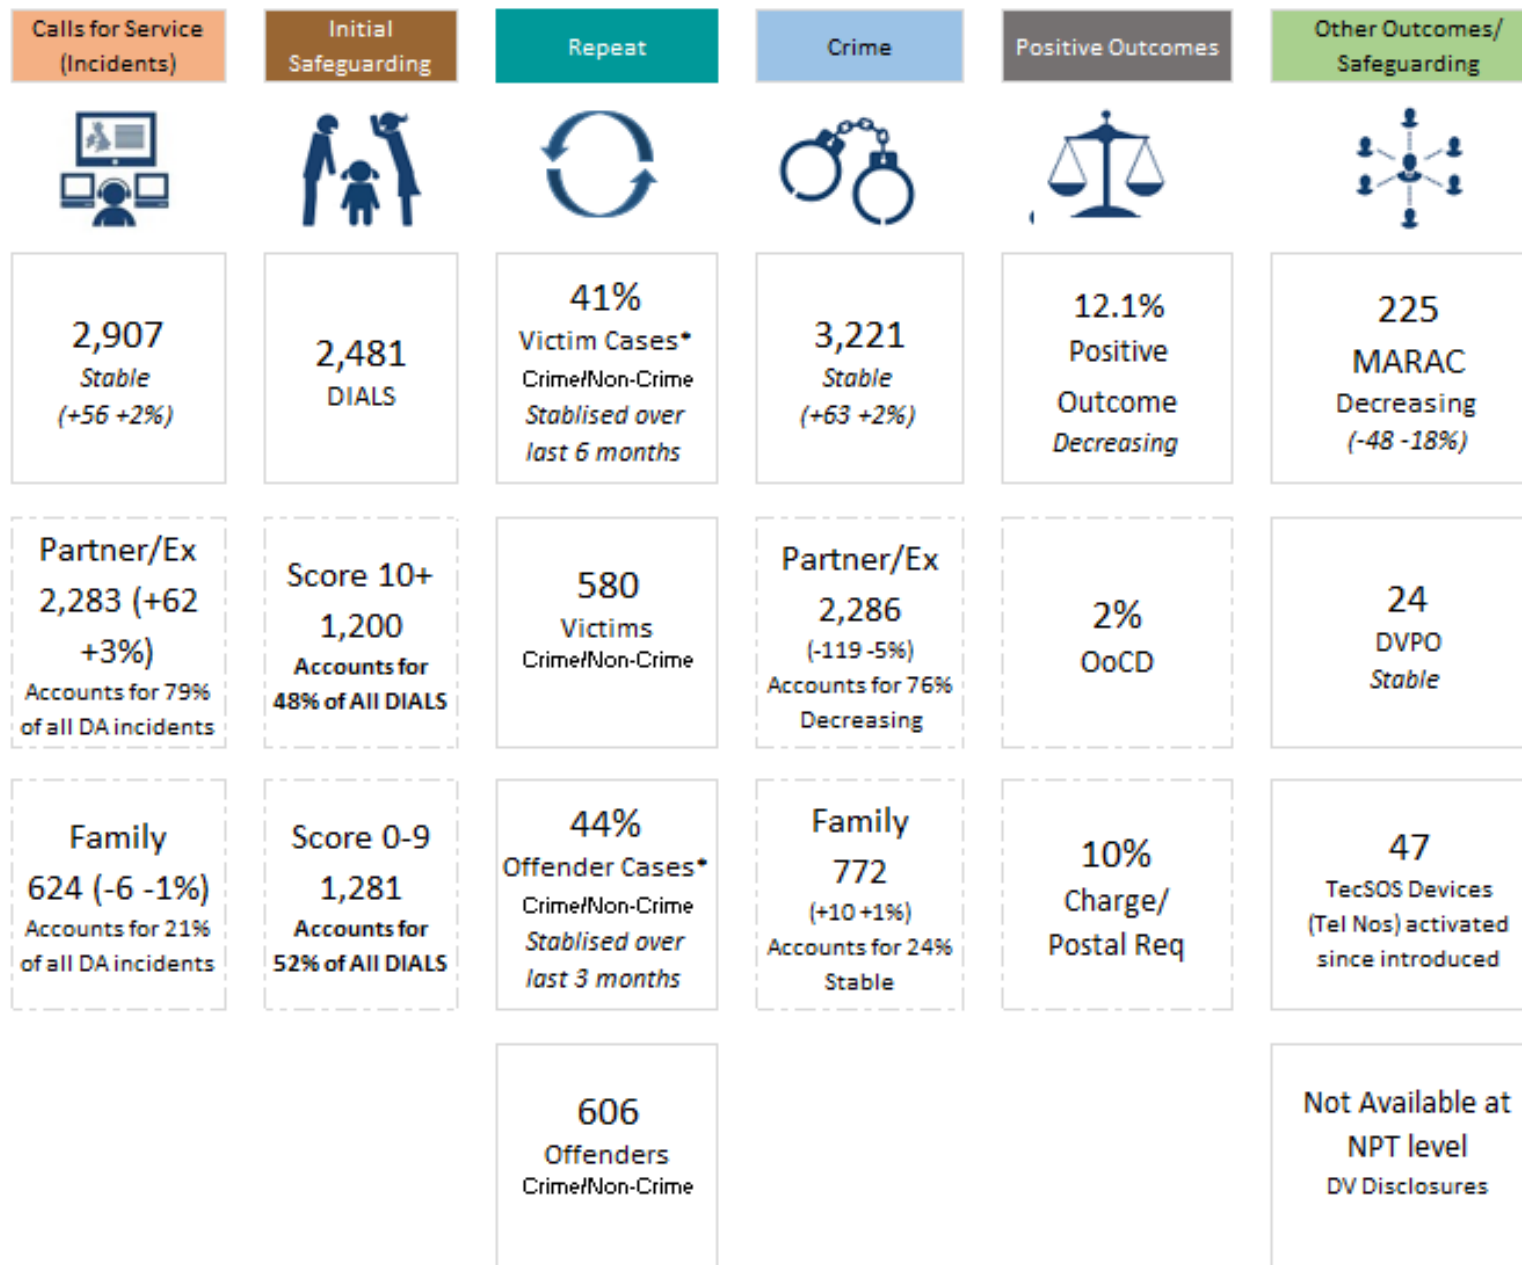 Calls for Service
(Incidents)
Initial
Safeguarding
Repeat
Crime
Positive Outcomes
Other Outcomes/
Safeguarding
2,907
Stable
(+56 +2%)
2,481
DIALS
41%
Victim Cases*
Crime/Non-Crime
Stablised over
last 6 months
3,221
Stable
(+63 +2%)
12.1%
Positive
Outcome
Decreasing
225
MARAC
Decreasing
(-48 -18%)
Partner/Ex
2,283 (+62
+3%)
Accounts for 79%
of all DA incidents
Score 10+
1,200
Accounts for
48% of All DIALS
580
Victims
Crime/Non-Crime
Partner/Ex
2,286
(-119 -5%)
Accounts for 76%
Decreasing
2%
OoCD
24
DVPO
Stable
Family
624 (-6 -1%)
Accounts for 21%
of all DA incidents
Score 0-9
1,281
Accounts for
52% of All DIALS
44%
Offender Cases*
Crime/Non-Crime
Stablised over
last 3 months
Family
772
(+10 +1%)
Accounts for 24%
Stable
10%
Charge/
Postal Req
47
TecSOS Devices
(Tel Nos) activated
since introduced
606
Offenders
Crime/Non-Crime
Not Available at
NPT level
DV Disclosures